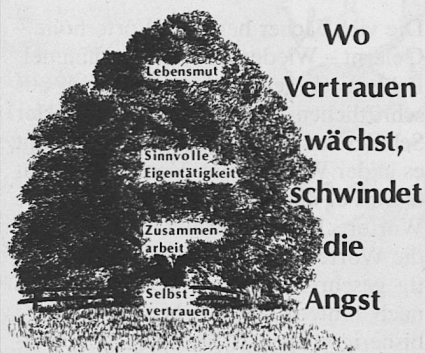 Lebensmut
Sinnvolle
Eigentätigkeit
Zusammen-
arbeit
Selbst-
vertrauen
Wo
Vertrauen
wächst,
schwindet
die
Angst